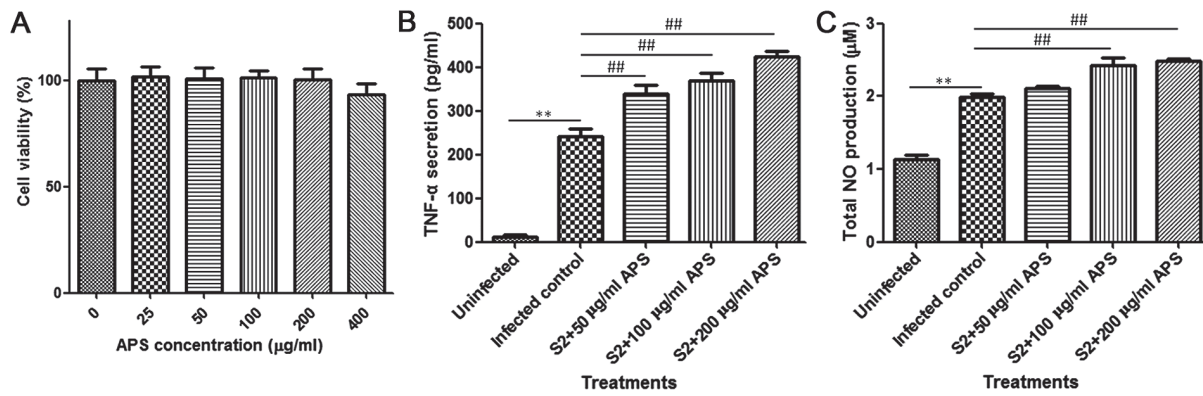 A
Cell viability (%)
100
50
0
0
25
50
100
200
400
APS concentration (μg/ml)
B
TNF-α secretion (pg/ml)
500
400
300
200
100
0
##
##
##
**
Uninfected
Infected control
S2+50 μg/ml APS
S2+100 μg/ml APS
S2+200 μg/ml APS
Treatments
C
Total NO production (μM)
3
2
1
0
##
##
**
Uninfected
Infected control
S2+50 μg/ml APS
S2+100 μg/ml APS
S2+200 μg/ml APS
Treatments